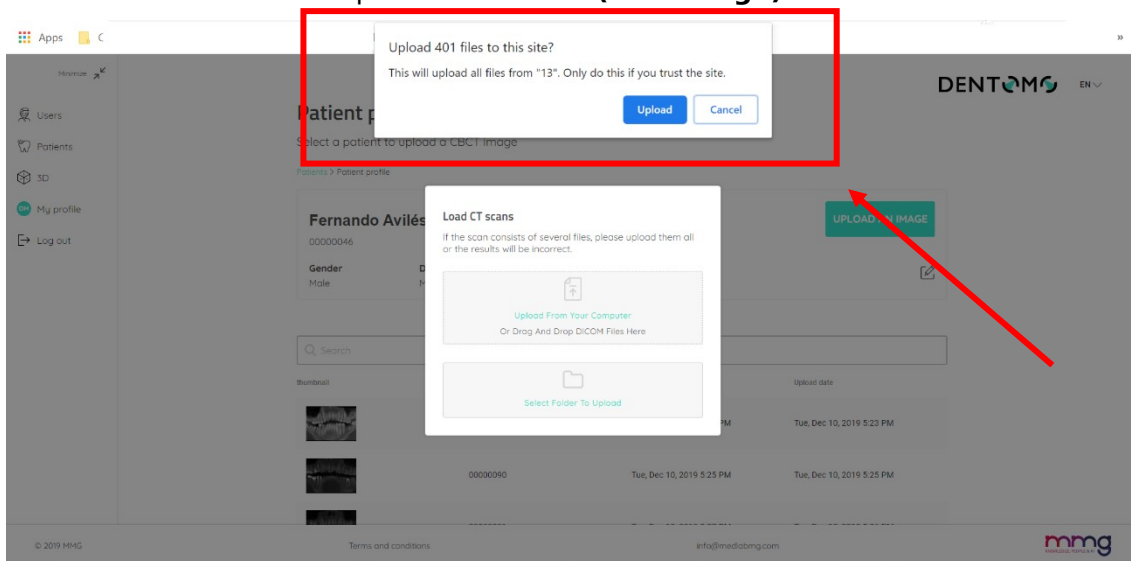 Apps C
»
Upload 401 files to this site?
This will upload all files from "13". Only do this if you trust the site.
Upload Cancel
Minimize
DENTOMG EN
Users
Patients
3D
My profile
Log out
Patient p
Select a patient to upload a CBCT image
Patients > Patient profile
Fernando Avilés
00000046
Gender D
Male M
UPLOAD AN IMAGE
Load CT scans
If the scan consists of several files, please upload them all
or the results will be incorrect.
Upload From Your Computer
Or Drag And Drop DICOM Files Here
Select Folder To Upload
Search
thumbnail Upload date
PM Tue, Dec 10, 2019 5:23 PM
00000090 Tue, Dec 10, 2019 5:25 PM Tue, Dec 10, 2019 5:25 PM
© 2019 MMG Terms and conditions info@mediabmg.com mmg